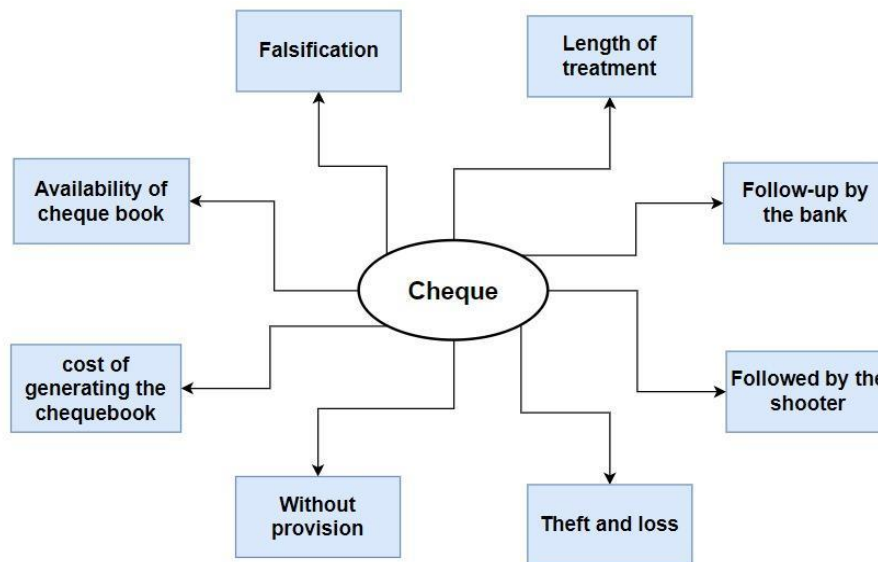 Falsification
Length of
treatment
Availability of
cheque book
Follow-up by
the bank
Cheque
cost of
generating the
chequebook
Followed by the
shooter
Without
provision
Theft and loss